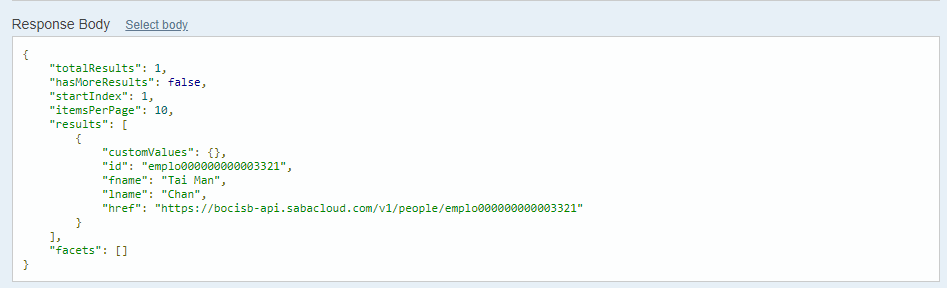 Response Body Select body
{
"totalResults": 1,
"hasMoreResults": false,
"startIndex": 1,
"itemsPerPage": 10,
"results": [
{
"customValues": {},
"id": "emplo000000000003321",
"fname": "Tai Man",
"lname": "Chan",
"href": "https://bocisb-api.sabacloud.com/v1/people/emplo000000000003321"
}
],
"facets": []
}